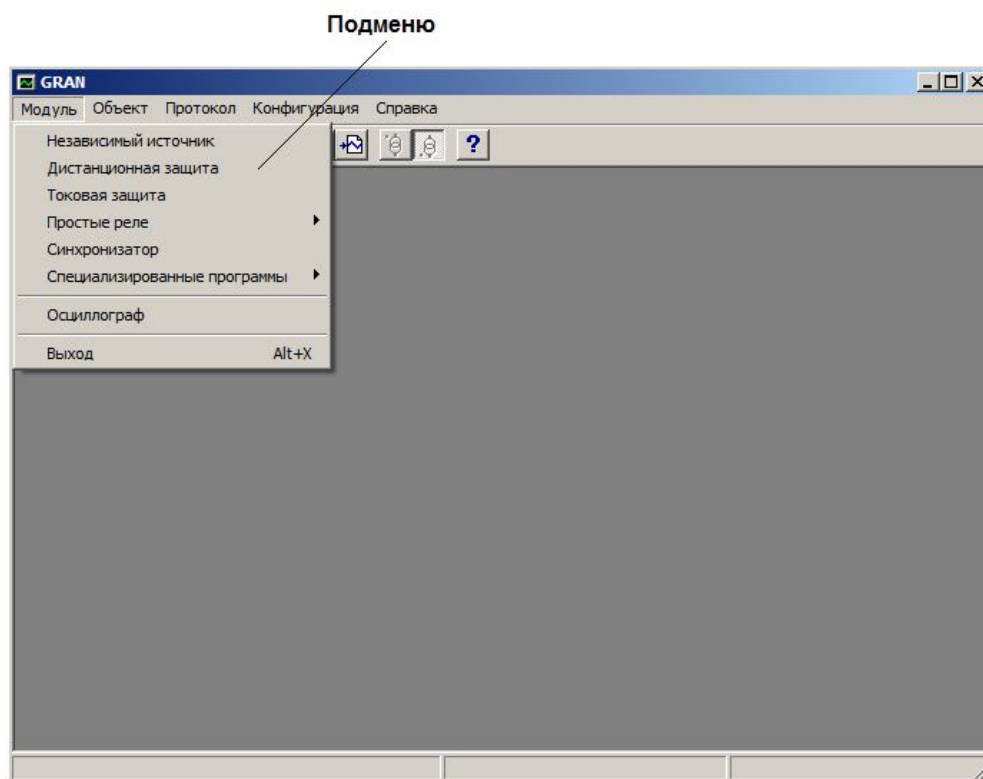 Подменю
GRAN
Модуль Объект Протокол Конфигурация Справка
Независимый источник
Дистанционная защита
Токовая защита
Простые реле
Синхронизатор
Специализированные программы
Осциллограф
Выход Alt+X
?